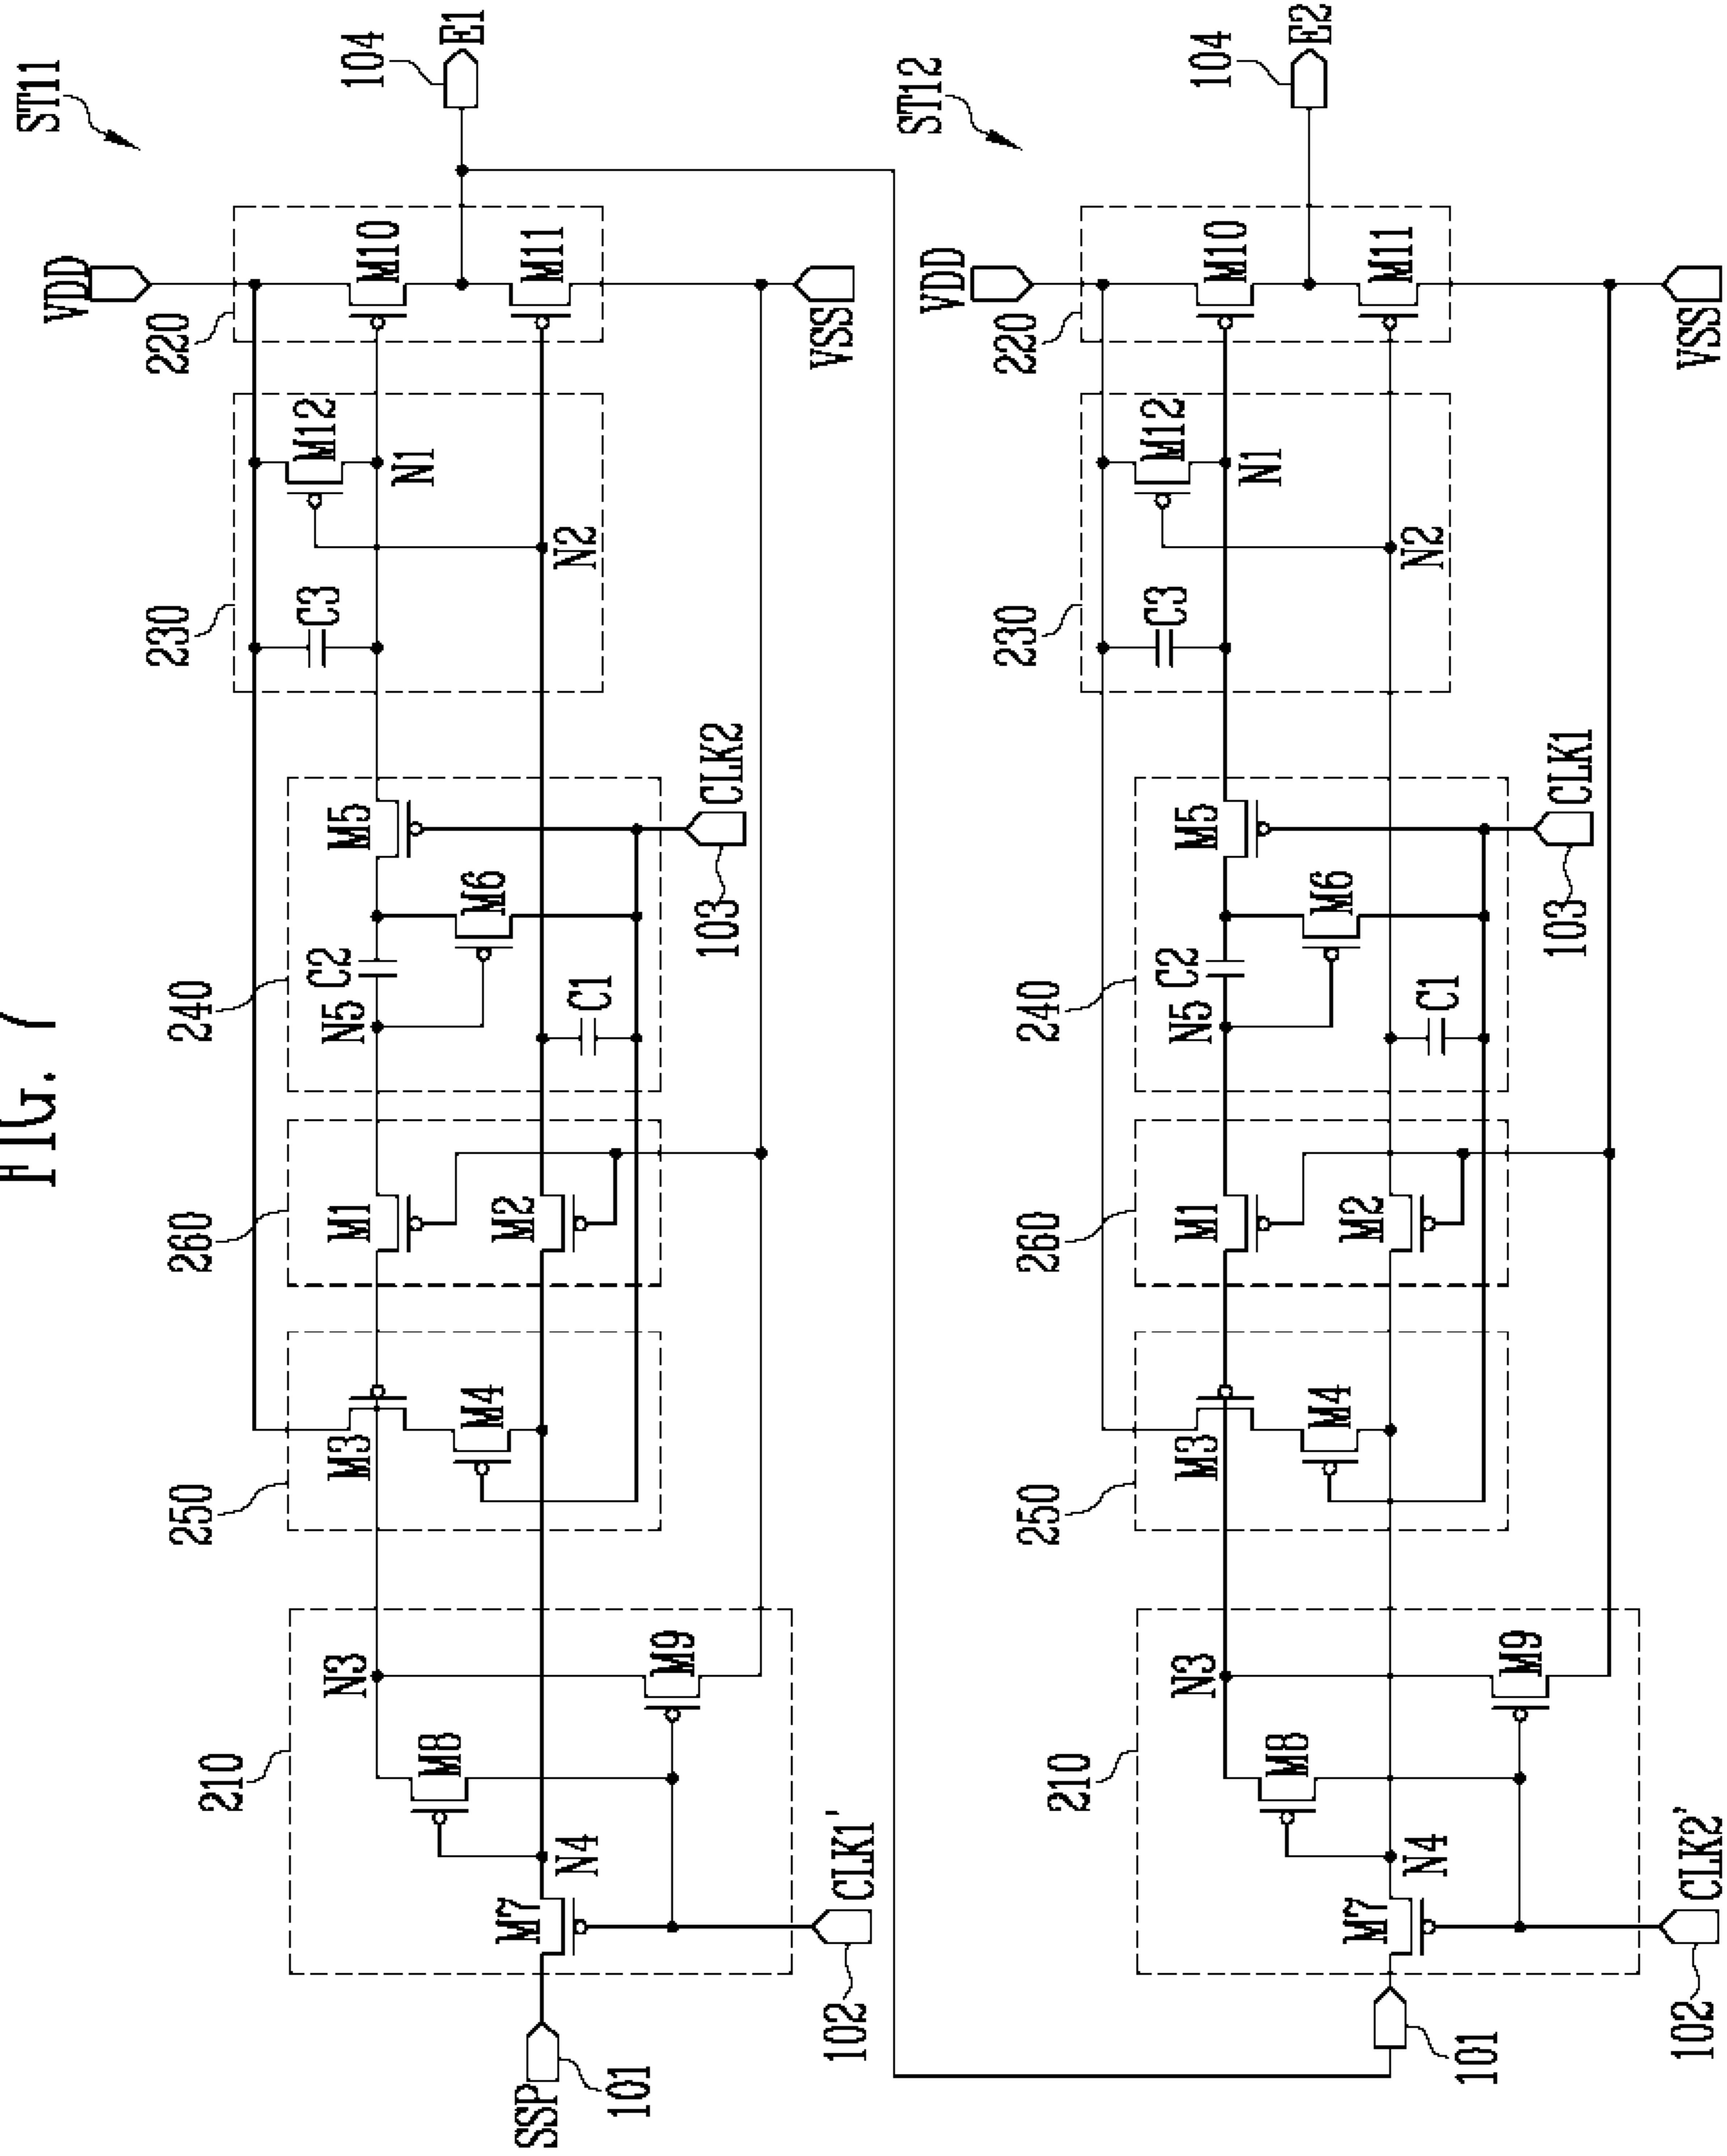 FIG. 7
ST11
VDD
220
230
240
260
250
210
104
E1
M10
M11
M12
N1
N2
C3
VSS
M5
CLK2
103
M6
C2
N5
C1
M1
M2
M3
M4
N3
M9
M8
N4
M7
CLK1'
102
SSP
101
ST12
VDD
220
230
240
260
250
210
104
E2
M10
M11
M12
N1
N2
C3
VSS
M5
CLK1
103
M6
C2
N5
C1
M1
M2
M3
M4
N3
M9
M8
N4
M7
CLK2'
102
101